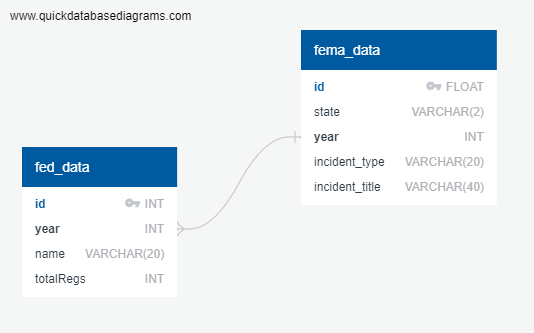 www.quickdatabasediagrams.com
fema_data
id FLOAT
state VARCHAR(2)
year INT
incident_type VARCHAR(20)
incident_title VARCHAR(40)
fed_data
id INT
year INT
name VARCHAR(20)
totalRegs INT